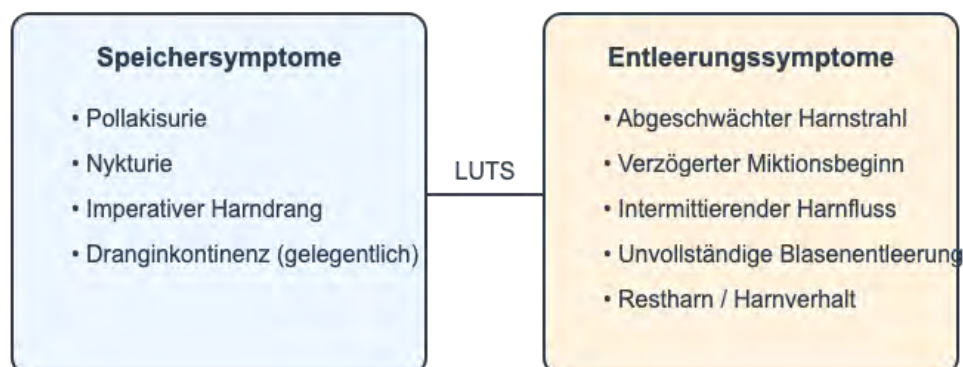 Speichersymptome
• Pollakisurie
• Nykturie
• Imperativer Harndrang
• Dranginkontinenz (gelegentlich)
LUTS
Entleerungssymptome
• Abgeschwächter Harnstrahl
• Verzögerter Miktionsbeginn
• Intermittierender Harnfluss
• Unvollständige Blasenentleerung
• Restharn / Harnverhalt